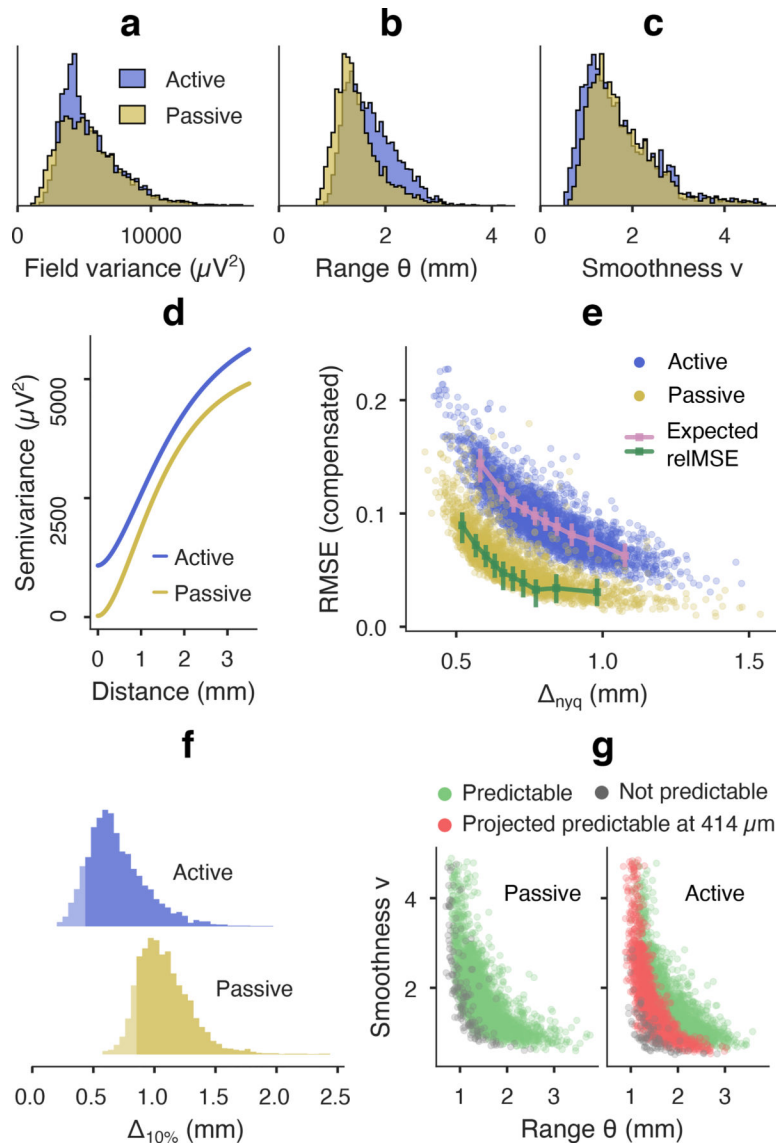 a
b
c
Active
Passive
0
10000
0
2
4
0
2
4
Field variance (µV²)
Range θ (mm)
Smoothness ν
d
e
Semivariance (µV²)
5000
2500
0
Active
Passive
0
1
2
3
Distance (mm)
RMSE (compensated)
0.2
0.1
0.0
Active
Passive
Expected
relMSE
0.5
1.0
1.5
Δnyq (mm)
f
g
Active
Passive
0.0
0.5
1.0
1.5
2.0
2.5
Δ10% (mm)
Predictable
Not predictable
Projected predictable at 414 µm
Smoothness ν
4
2
Passive
Active
1
2
3
1
2
3
Range θ (mm)